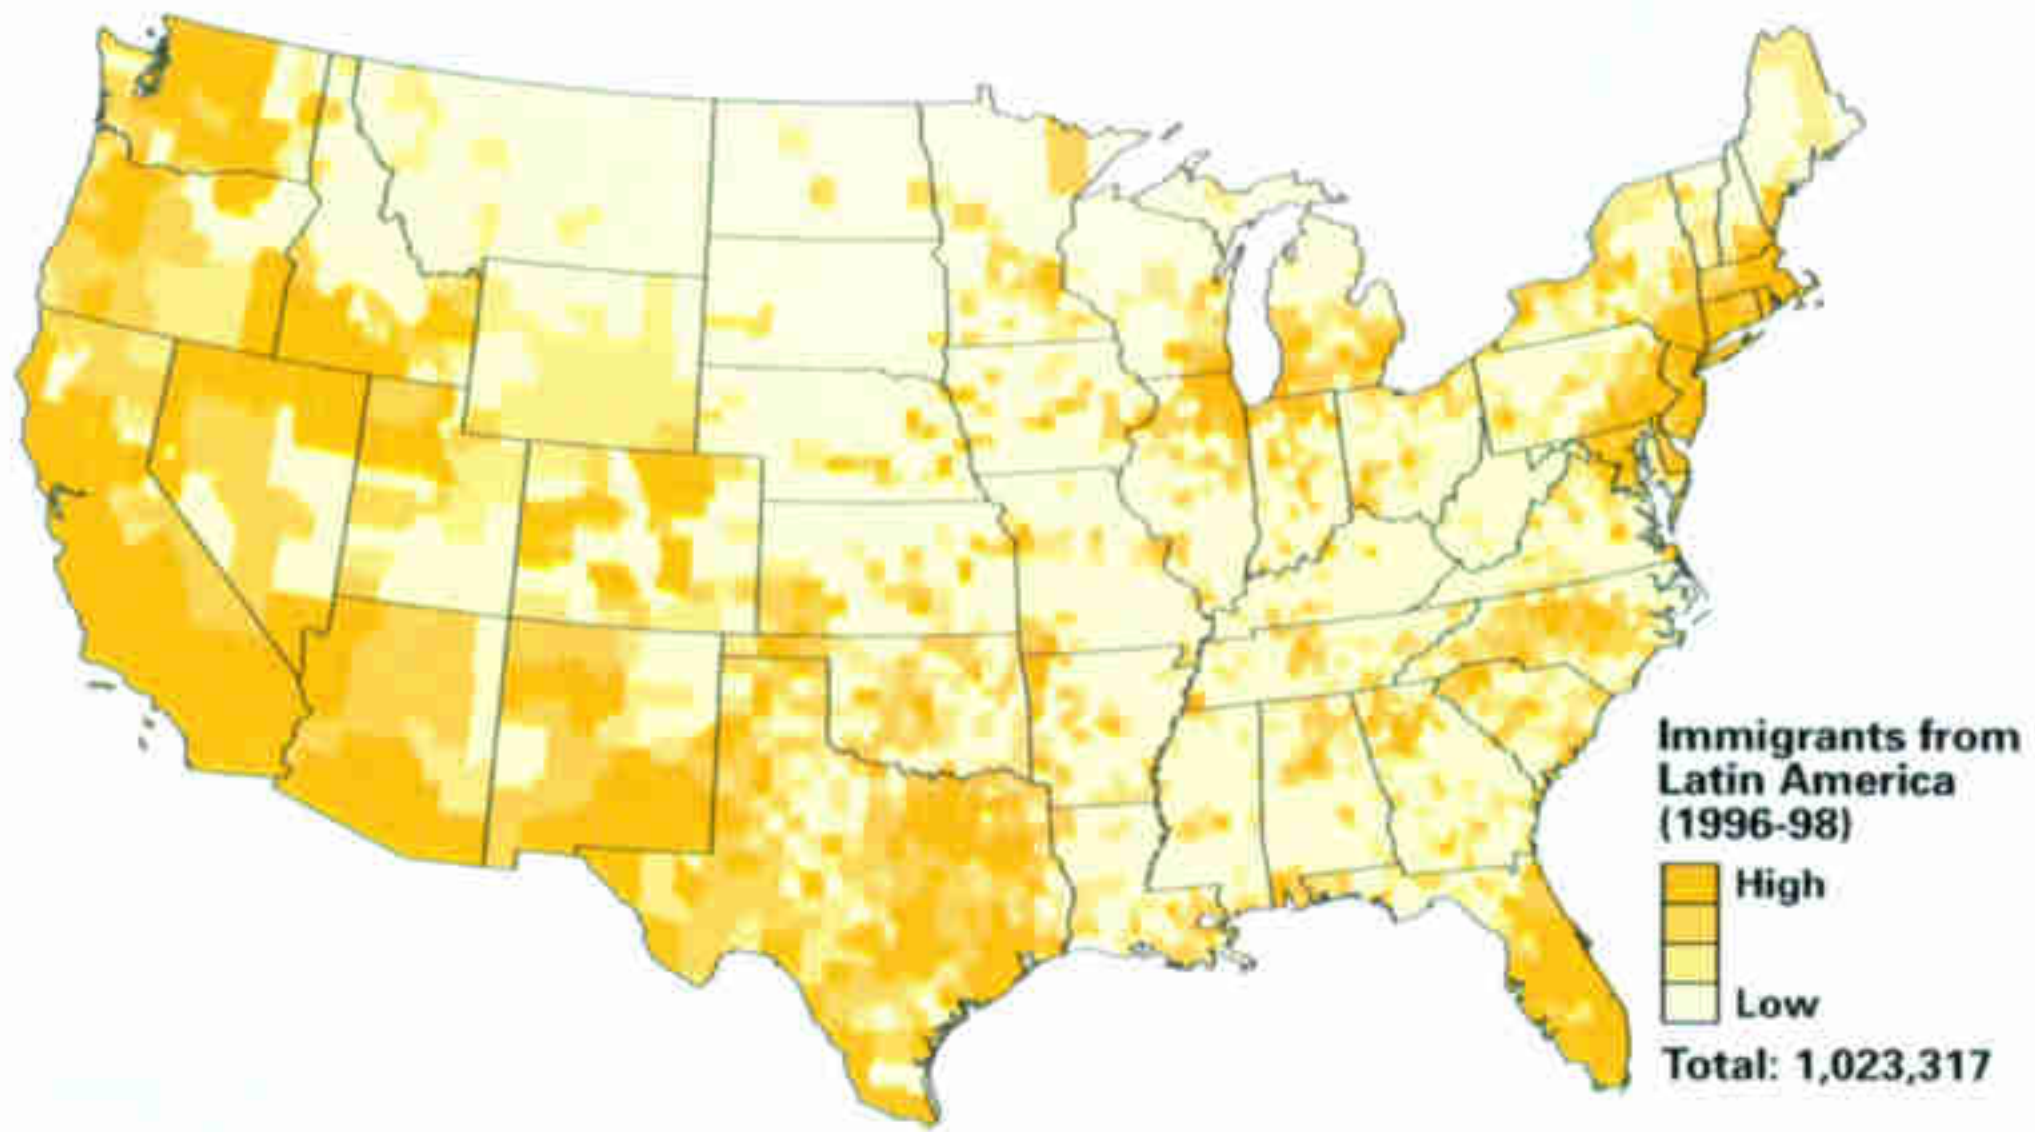 Immigrants from
Latin America
(1996-98)
High
Low
Total: 1,023,317